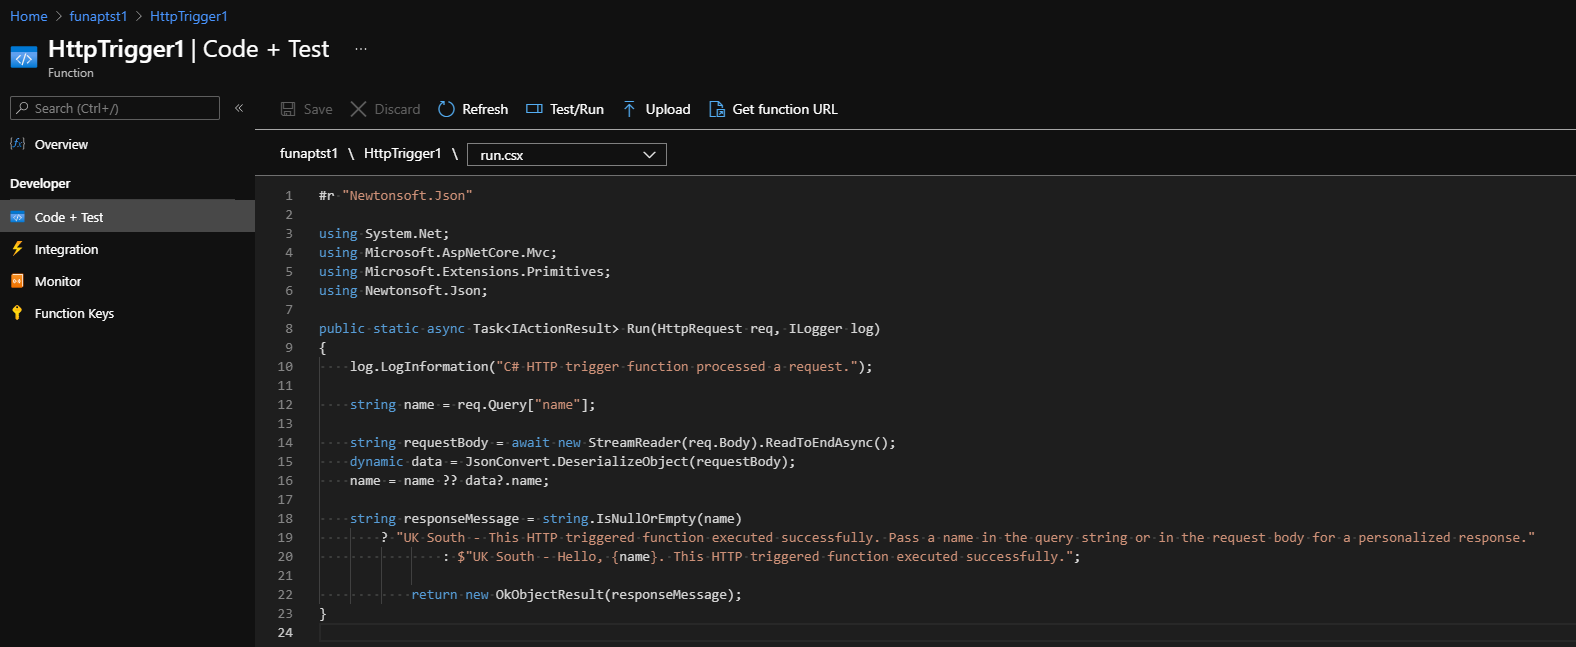 Home > funaptst1 > HttpTrigger1
HttpTrigger1 | Code + Test ...
Function
Search (Ctrl+/)
«
Save Discard Refresh Test/Run Upload Get function URL
Overview
Developer
Code + Test
Integration
Monitor
Function Keys
funaptst1 \ HttpTrigger1 \ run.csx
1 #r "Newtonsoft.Json"
2
3 using System.Net;
4 using Microsoft.AspNetCore.Mvc;
5 using Microsoft.Extensions.Primitives;
6 using Newtonsoft.Json;
7
8 public static async Task<IActionResult> Run(HttpRequest req, ILogger log)
9 {
10     log.LogInformation("C# HTTP trigger function processed a request.");
11
12     string name = req.Query["name"];
13
14     string requestBody = await new StreamReader(req.Body).ReadToEndAsync();
15     dynamic data = JsonConvert.DeserializeObject(requestBody);
16     name = name ?? data?.name;
17
18     string responseMessage = string.IsNullOrEmpty(name)
19         ? "UK South - This HTTP triggered function executed successfully. Pass a name in the query string or in the request body for a personalized response."
20                 : $"UK South - Hello, {name}. This HTTP triggered function executed successfully.";
21
22             return new OkObjectResult(responseMessage);
23 }
24